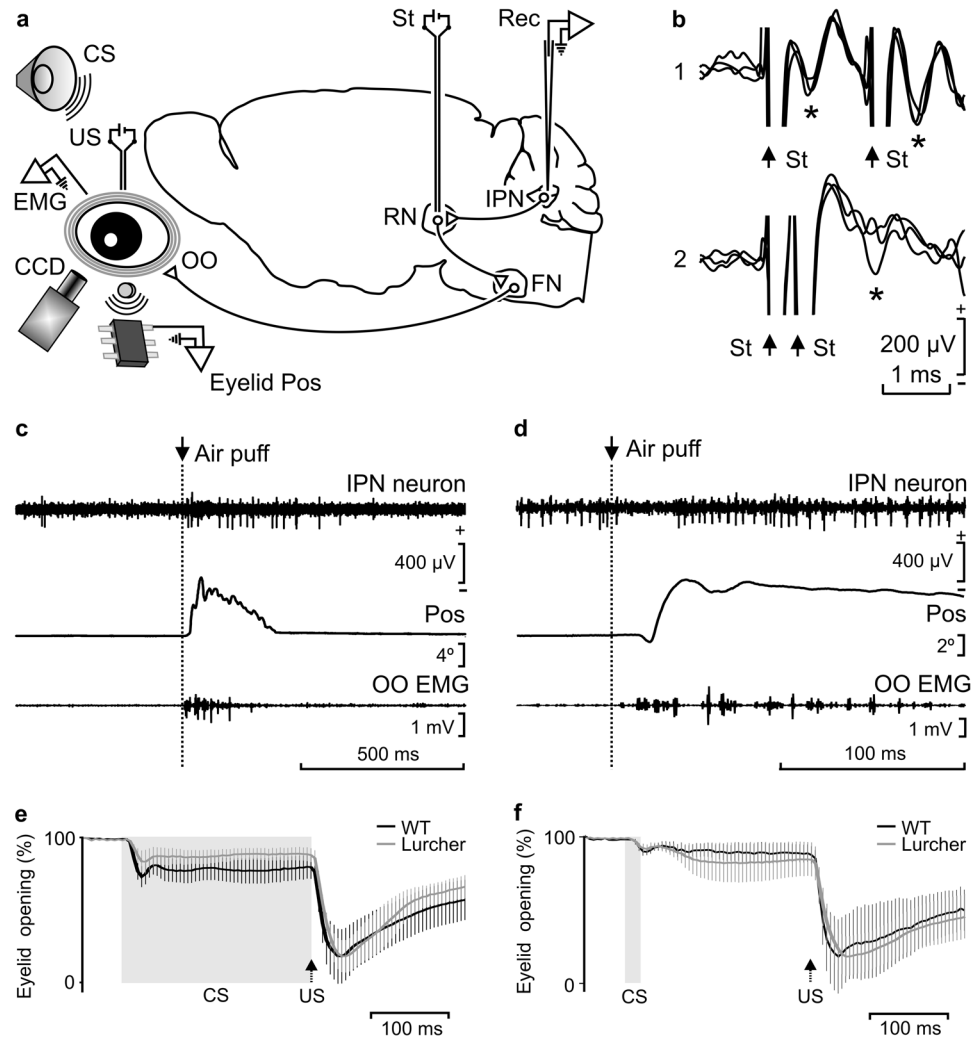 a
CS
St
Rec
US
EMG
IPN
RN
CCD
OO
FN
Eyelid Pos
b
1
*
*
St
St
2
*
St
St
+
200 µV
1 ms
–
c
Air puff
IPN neuron
+
400 µV
–
Pos
4º
OO EMG
1 mV
500 ms
d
Air puff
IPN neuron
+
400 µV
–
Pos
2º
OO EMG
1 mV
100 ms
e
Eyelid opening (%)
100
0
WT
Lurcher
CS
US
100 ms
f
Eyelid opening (%)
100
0
WT
Lurcher
CS
US
100 ms